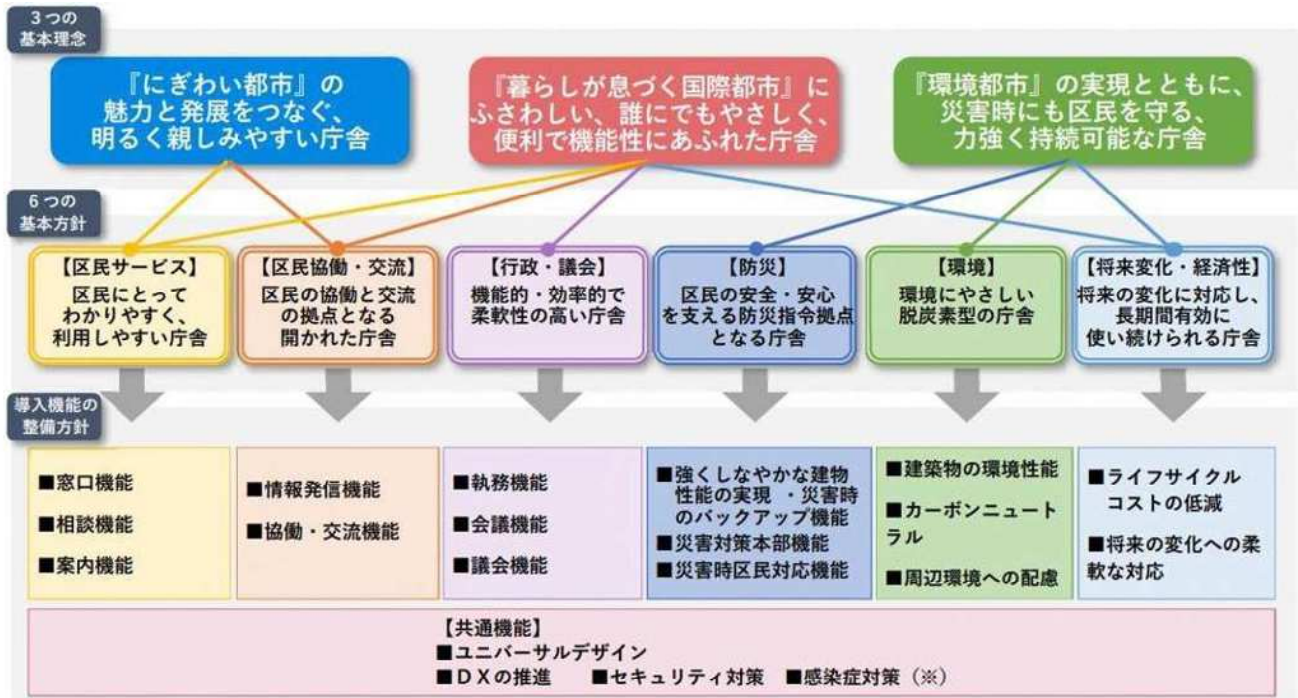 3つの
基本理念
『にぎわい都市』の
魅力と発展をつなぐ、
明るく親しみやすい庁舎
『暮らしが息づく国際都市』に
ふさわしい、誰にでもやさしく、
便利で機能性にあふれた庁舎
『環境都市』の実現とともに、
災害時にも区民を守る、
力強く持続可能な庁舎
6つの
基本方針
【区民サービス】
区民にとって
わかりやすく、
利用しやすい庁舎
【区民協働・交流】
区民の協働と交流
の拠点となる
開かれた庁舎
【行政・議会】
機能的・効率的で
柔軟性の高い庁舎
【防災】
区民の安全・安心
を支える防災指令拠点
となる庁舎
【環境】
環境にやさしい
脱炭素型の庁舎
【将来変化・経済性】
将来の変化に対応し、
長期間有効に
使い続けられる庁舎
導入機能の
整備方針
■窓口機能
■相談機能
■案内機能
■情報発信機能
■協働・交流機能
■執務機能
■会議機能
■議会機能
■強くしなやかな建物
性能の実現 ・災害時
のバックアップ機能
■災害対策本部機能
■災害時区民対応機能
■建築物の環境性能
■カーボンニュート
ラル
■周辺環境への配慮
■ライフサイクル
コストの低減
■将来の変化への柔
軟な対応
【共通機能】
■ユニバーサルデザイン
■DXの推進 ■セキュリティ対策 ■感染症対策(※)